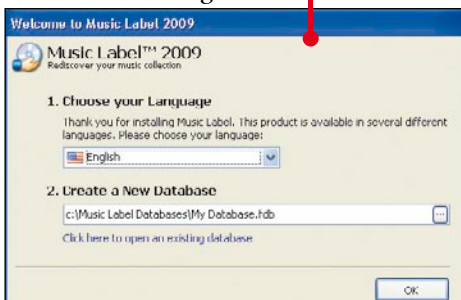 Welcome to Music Label 2009
Music Label™ 2009
Rediscover your music collection
1. Choose your Language
Thank you for installing Music Label. This product is available in several different
languages. Please choose your language:
English
2. Create a New Database
c:\Music Label Databases\My Database.hdb
Click here to open an existing database
OK